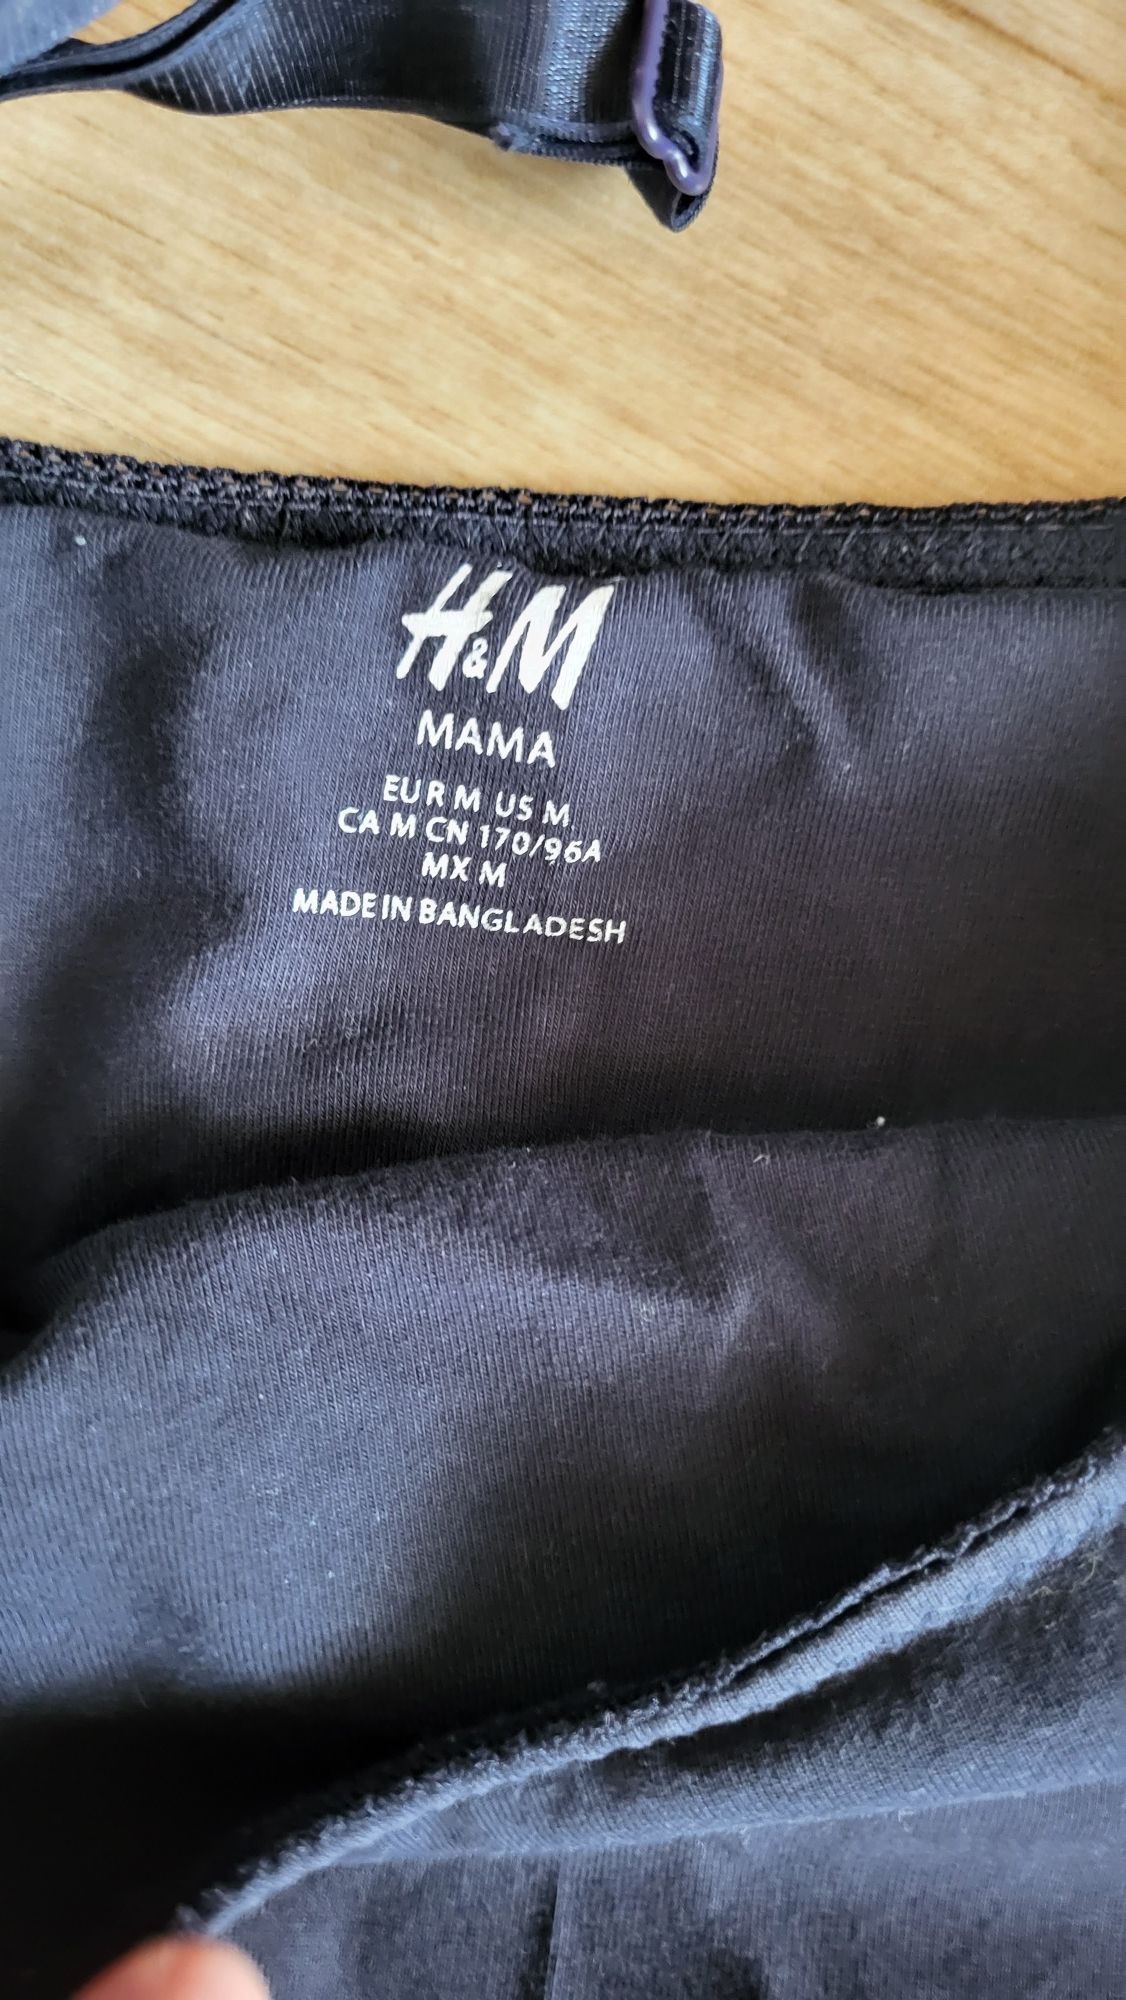 H&M
MAMA
EUR M US M
CA M CN 170/96A
MX M
MADE IN BANGLADESH